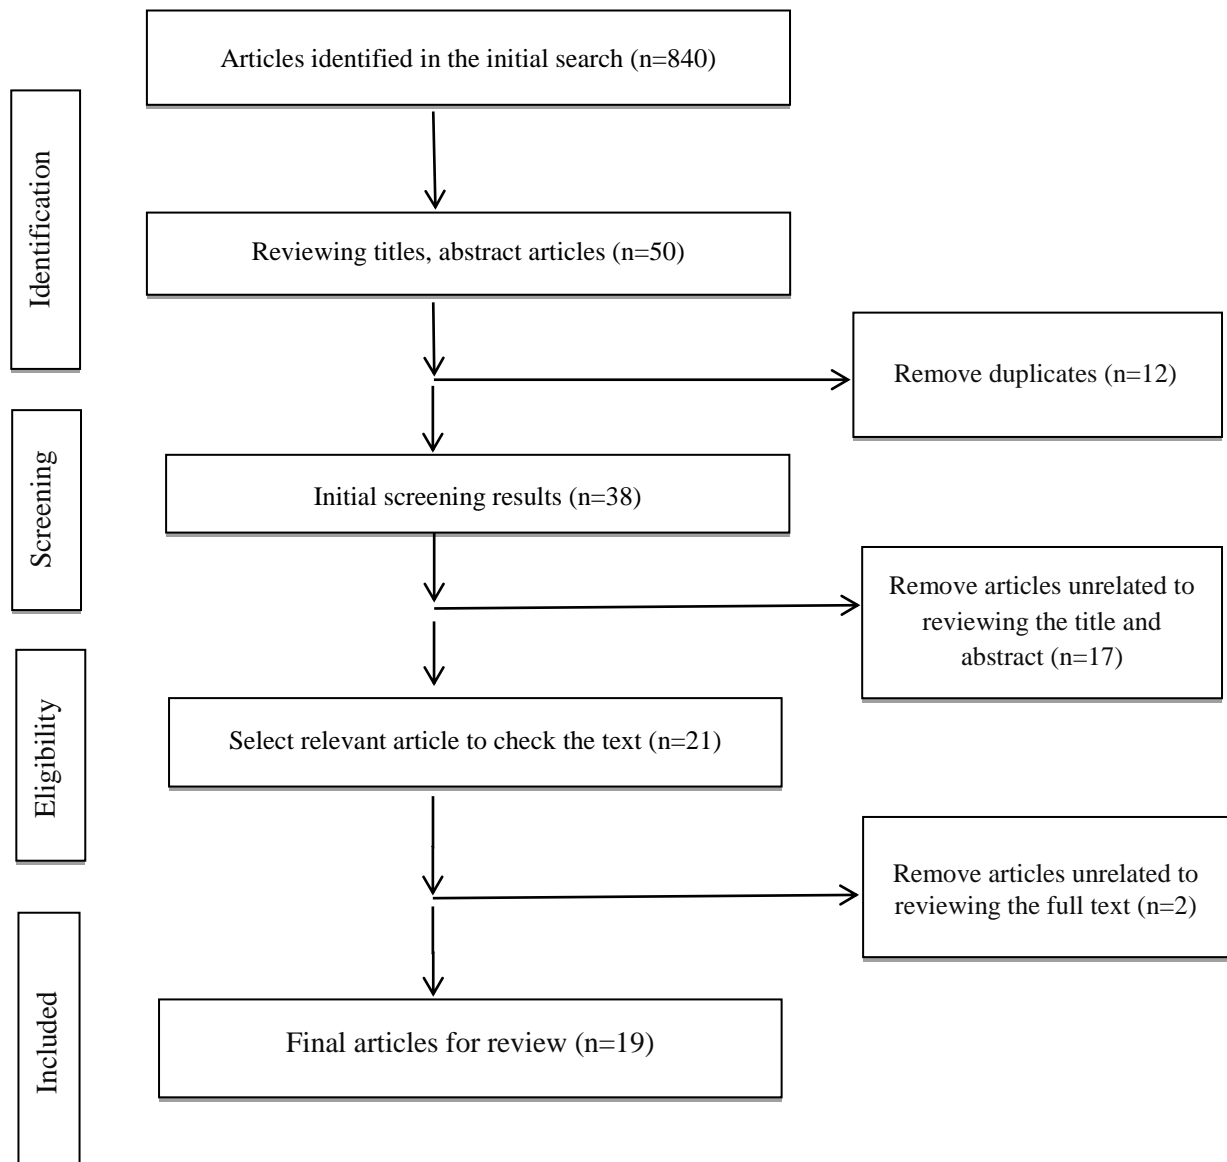 Articles identified in the initial search (n=840)
Identification
Reviewing titles, abstract articles (n=50)
Remove duplicates (n=12)
Screening
Initial screening results (n=38)
Remove articles unrelated to
reviewing the title and
abstract (n=17)
Eligibility
Select relevant article to check the text (n=21)
Remove articles unrelated to
reviewing the full text (n=2)
Included
Final articles for review (n=19)